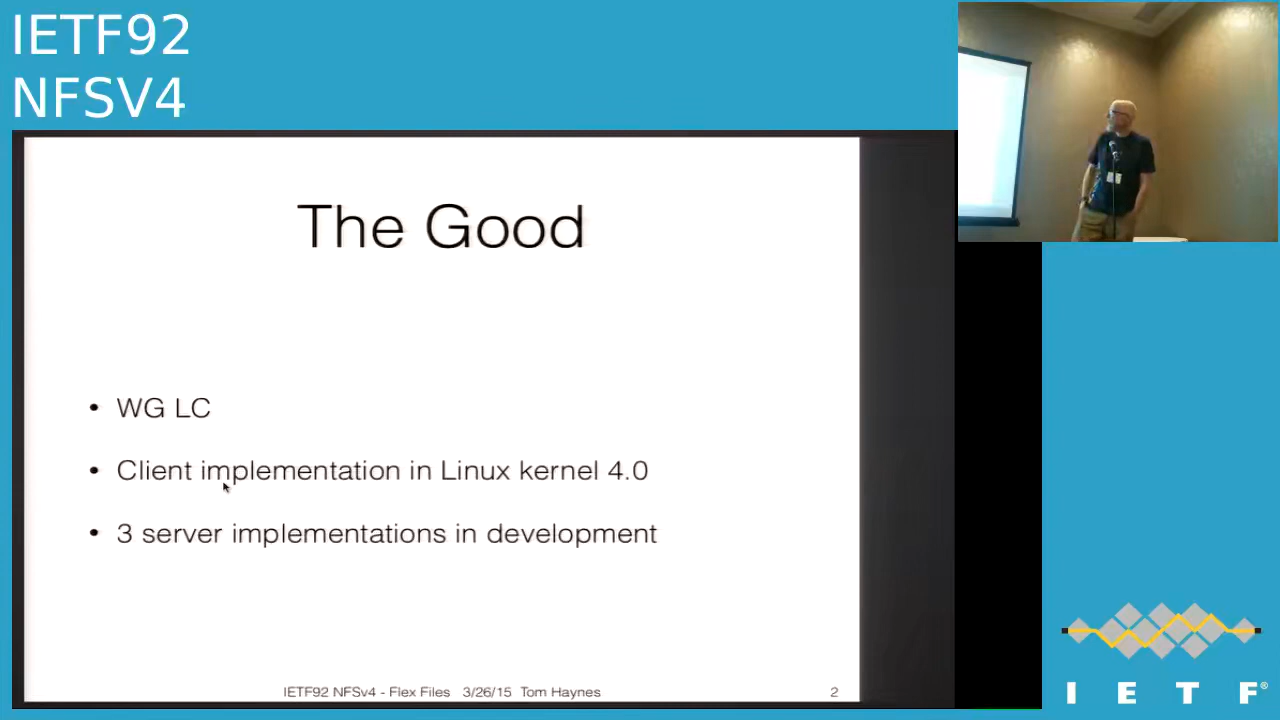 IETF92
NFSV4
The Good
• WG LC
• Client implementation in Linux kernel 4.0
• 3 server implementations in development
IETF92 NFSv4 - Flex Files 3/26/15 Tom Haynes 2
I E T F®